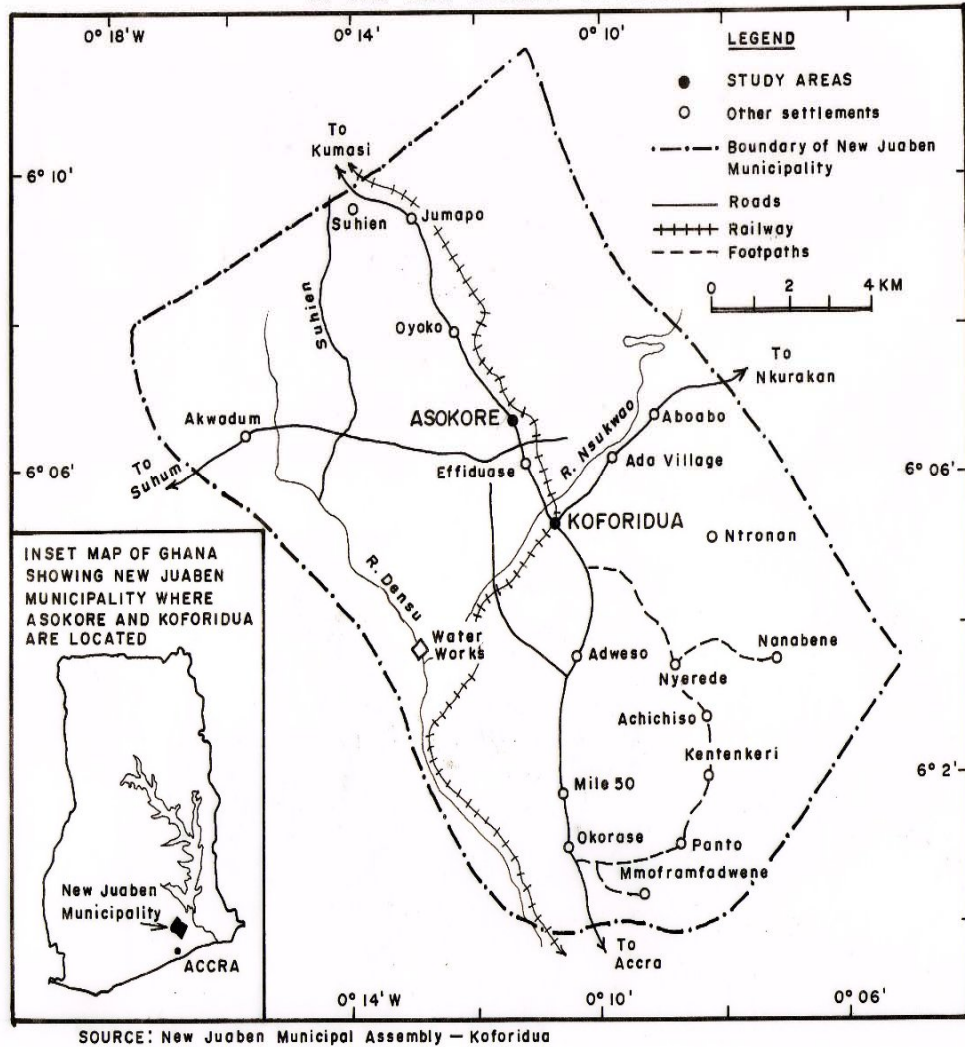 0° 18' W
0° 14'
0° 10'
LEGEND
STUDY AREAS
Other settlements
Boundary of New Juaben
Municipality
Roads
Railway
Footpaths
0 2 4 KM
To
Kumasi
6° 10'
Suhien
Jumapo
Suhien
Oyoko
To
Nkurakan
Akwadum
ASOKORE
R. Nsukwao
Aboabo
To
Suhum
6° 06'
Effiduase
Ada Village
6° 06'
KOFORIDUA
Ntronan
INSET MAP OF GHANA
SHOWING NEW JUABEN
MUNICIPALITY WHERE
ASOKORE AND KOFORIDUA
ARE LOCATED
R. Densu
Water
Works
Adweso
Nanabene
Nyerede
Achichiso
Kentenkeri
6° 2'
Mile 50
Okorase
Panto
Mmoframfadwene
New Juaben
Municipality
ACCRA
To
Accra
0° 14' W
0° 10'
0° 06'
SOURCE: New Juaben Municipal Assembly — Koforidua